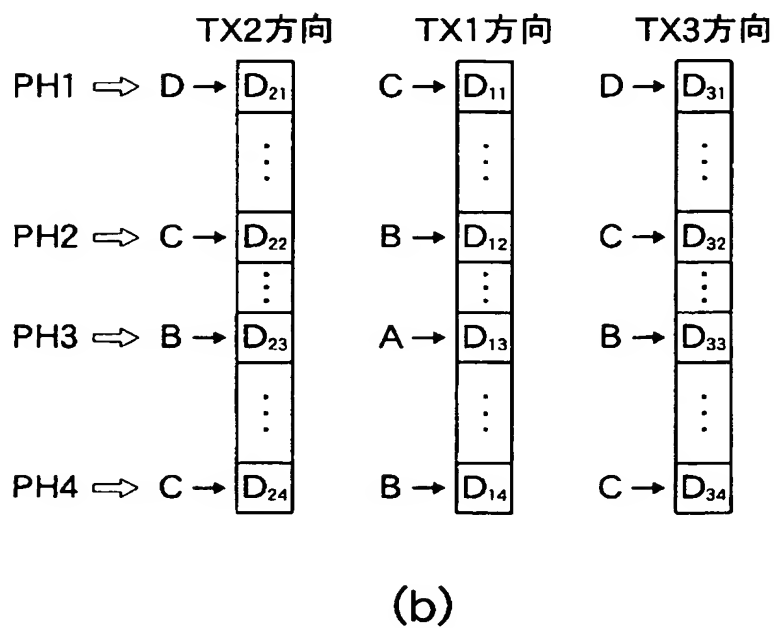 TX2方向 TX1方向 TX3方向
PH1 ⇨ D → D₂₁ C → D₁₁ D → D₃₁
⋮ ⋮ ⋮
PH2 ⇨ C → D₂₂ B → D₁₂ C → D₃₂
⋮ ⋮ ⋮
PH3 ⇨ B → D₂₃ A → D₁₃ B → D₃₃
⋮ ⋮ ⋮
PH4 ⇨ C → D₂₄ B → D₁₄ C → D₃₄
(b)